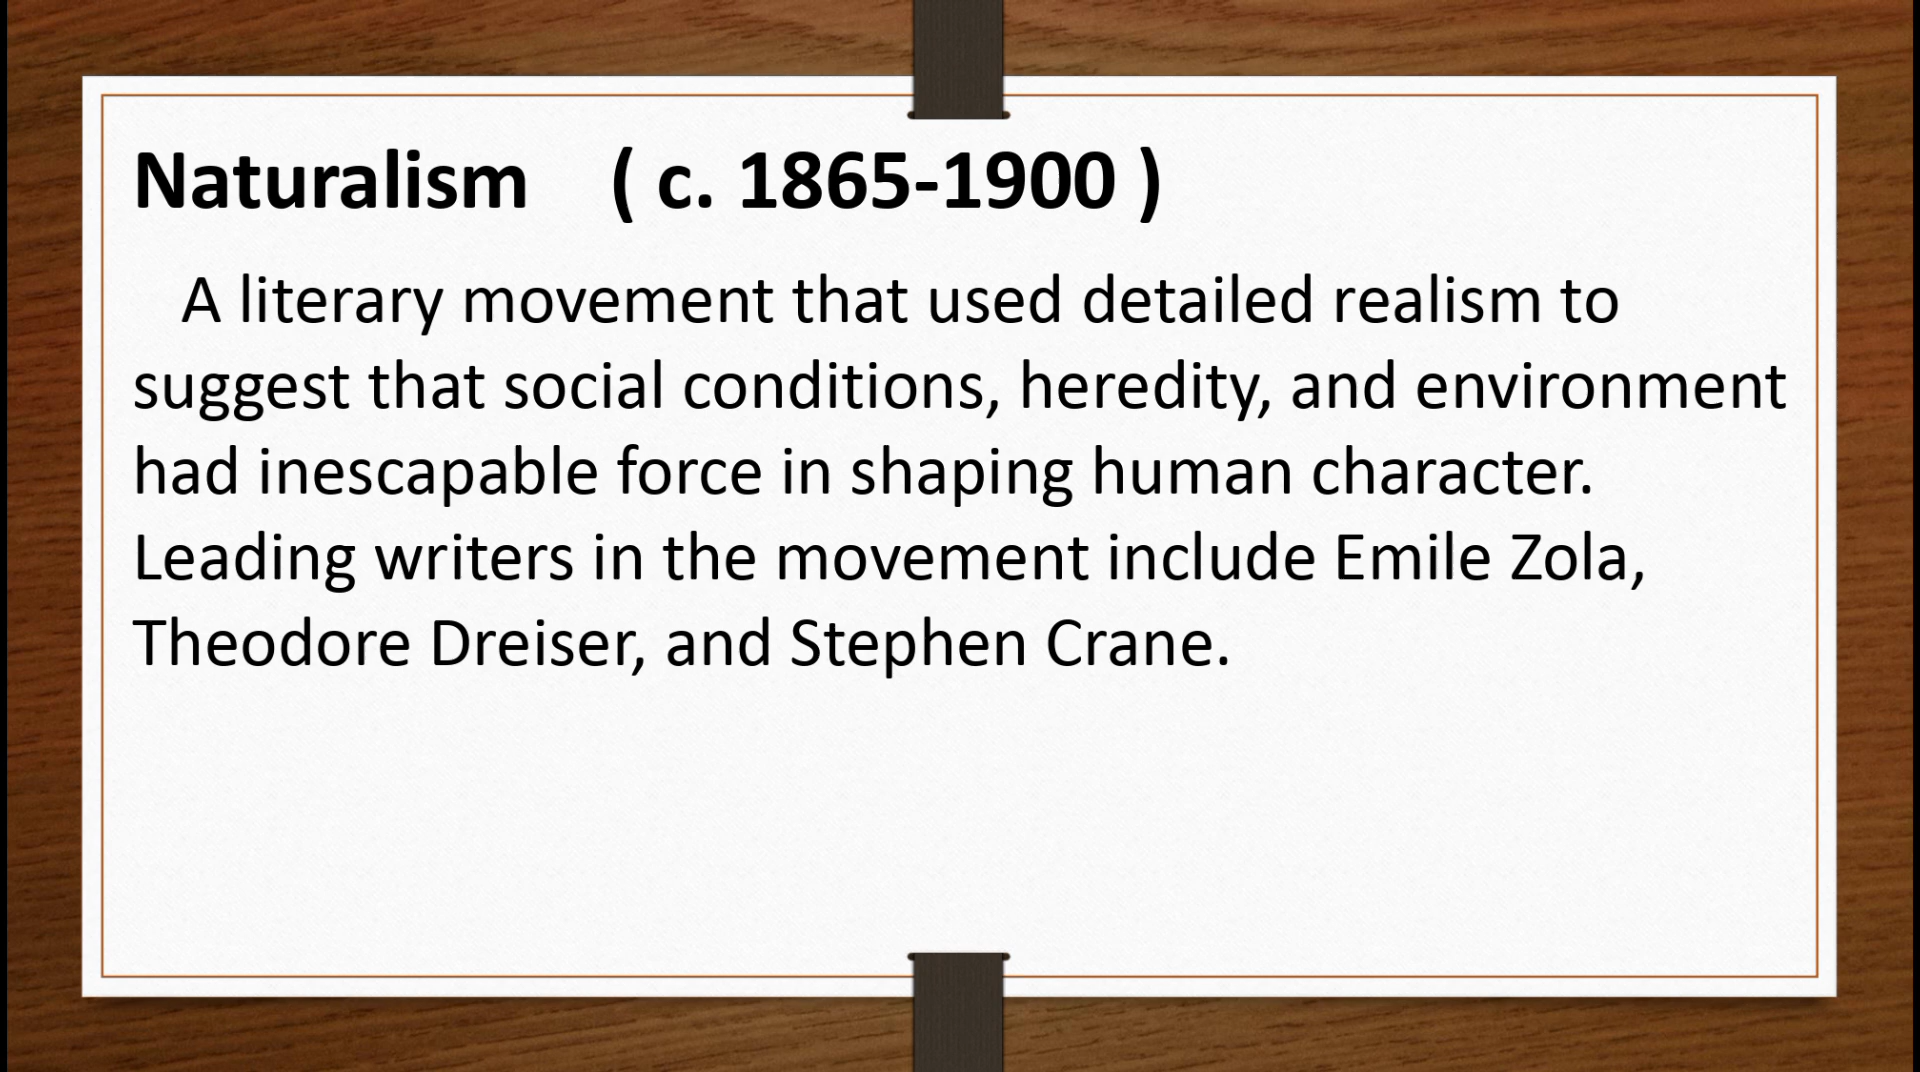 Naturalism ( c. 1865-1900 )
A literary movement that used detailed realism to
suggest that social conditions, heredity, and environment
had inescapable force in shaping human character.
Leading writers in the movement include Emile Zola,
Theodore Dreiser, and Stephen Crane.